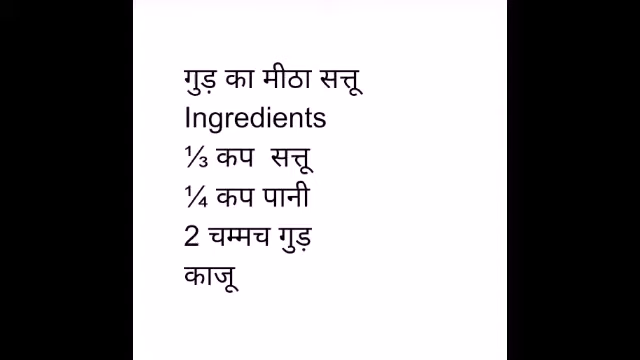 गुड़ का मीठा सत्तू
Ingredients
⅓ कप  सत्तू
¼ कप पानी
2 चम्मच गुड़
काजू